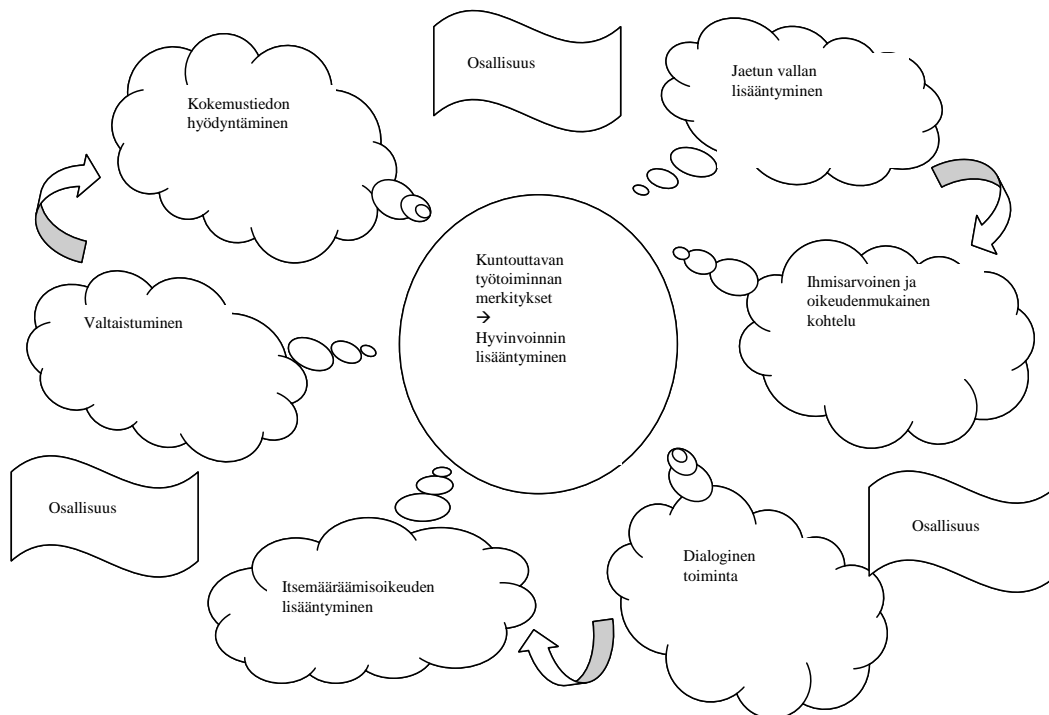 Osallisuus
Jaetun vallan
lisääntyminen
Kokemustiedon
hyödyntäminen
Kuntouttavan
työtoiminnan
merkitykset
→
Hyvinvoinnin
lisääntyminen
Ihmisarvoinen ja
oikeudenmukainen
kohtelu
Valtaistuminen
Osallisuus
Osallisuus
Dialoginen
toiminta
Itsemääräämisoikeuden
lisääntyminen